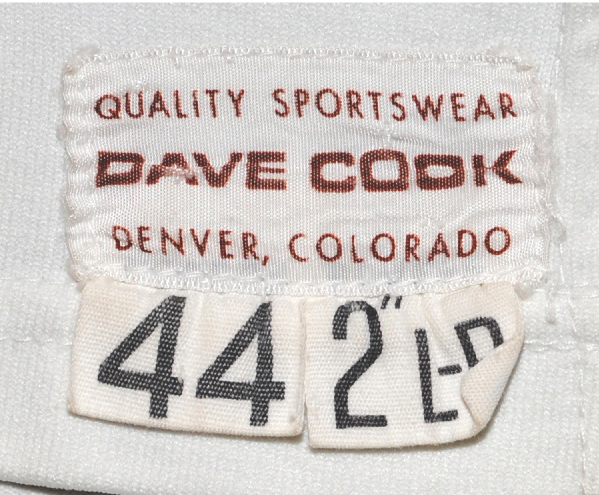 QUALITY SPORTSWEAR
DAVE COOK
DENVER, COLORADO
44 2"